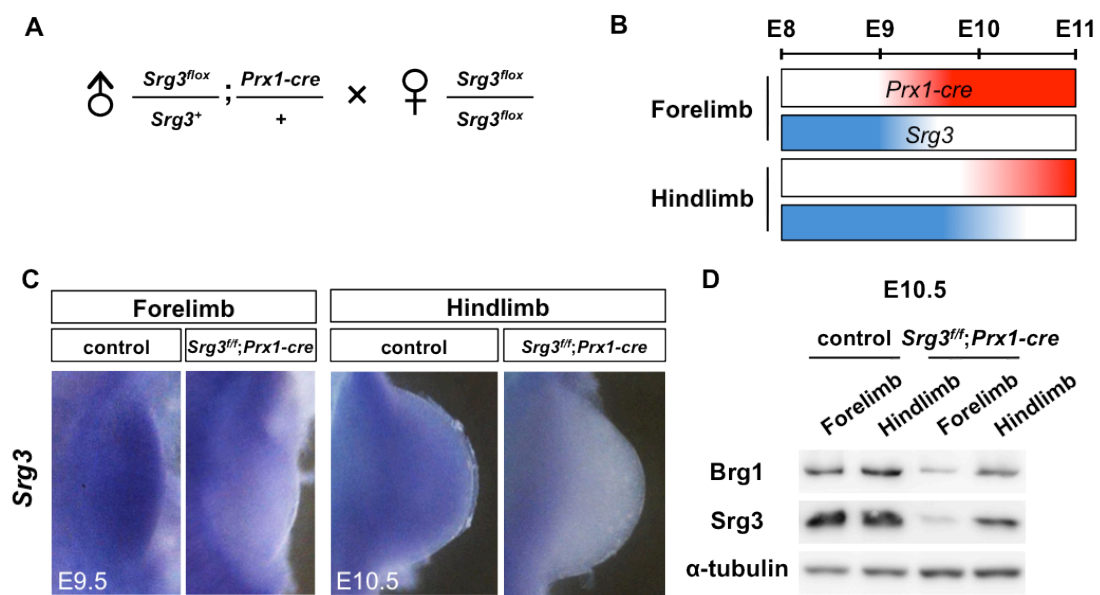 A
♂ Srg3flox / Srg3+ ; Prx1-cre / + × ♀ Srg3flox / Srg3flox
B
E8 E9 E10 E11
Forelimb
Prx1-cre
Srg3
Hindlimb
C
Forelimb Hindlimb
control Srg3f/f;Prx1-cre control Srg3f/f;Prx1-cre
Srg3
E9.5 E10.5
D
E10.5
control Srg3f/f;Prx1-cre
Forelimb Hindlimb Forelimb Hindlimb
Brg1
Srg3
α-tubulin